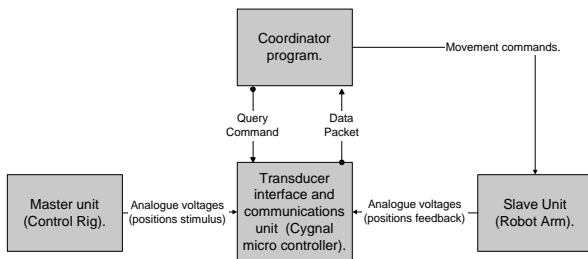 Coordinator
program.
Movement commands.
Query
Command
Data
Packet
Master unit
(Control Rig).
Analogue voltages
(positions stimulus)
Transducer
interface and
communications
unit (Cygnal
micro controller).
Analogue voltages
(positions feedback)
Slave Unit
(Robot Arm).